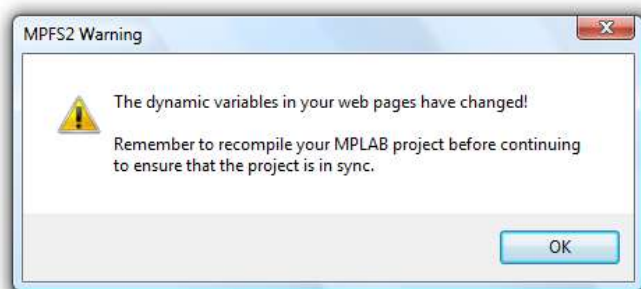 MPFS2 Warning
The dynamic variables in your web pages have changed!
Remember to recompile your MPLAB project before continuing
to ensure that the project is in sync.
OK